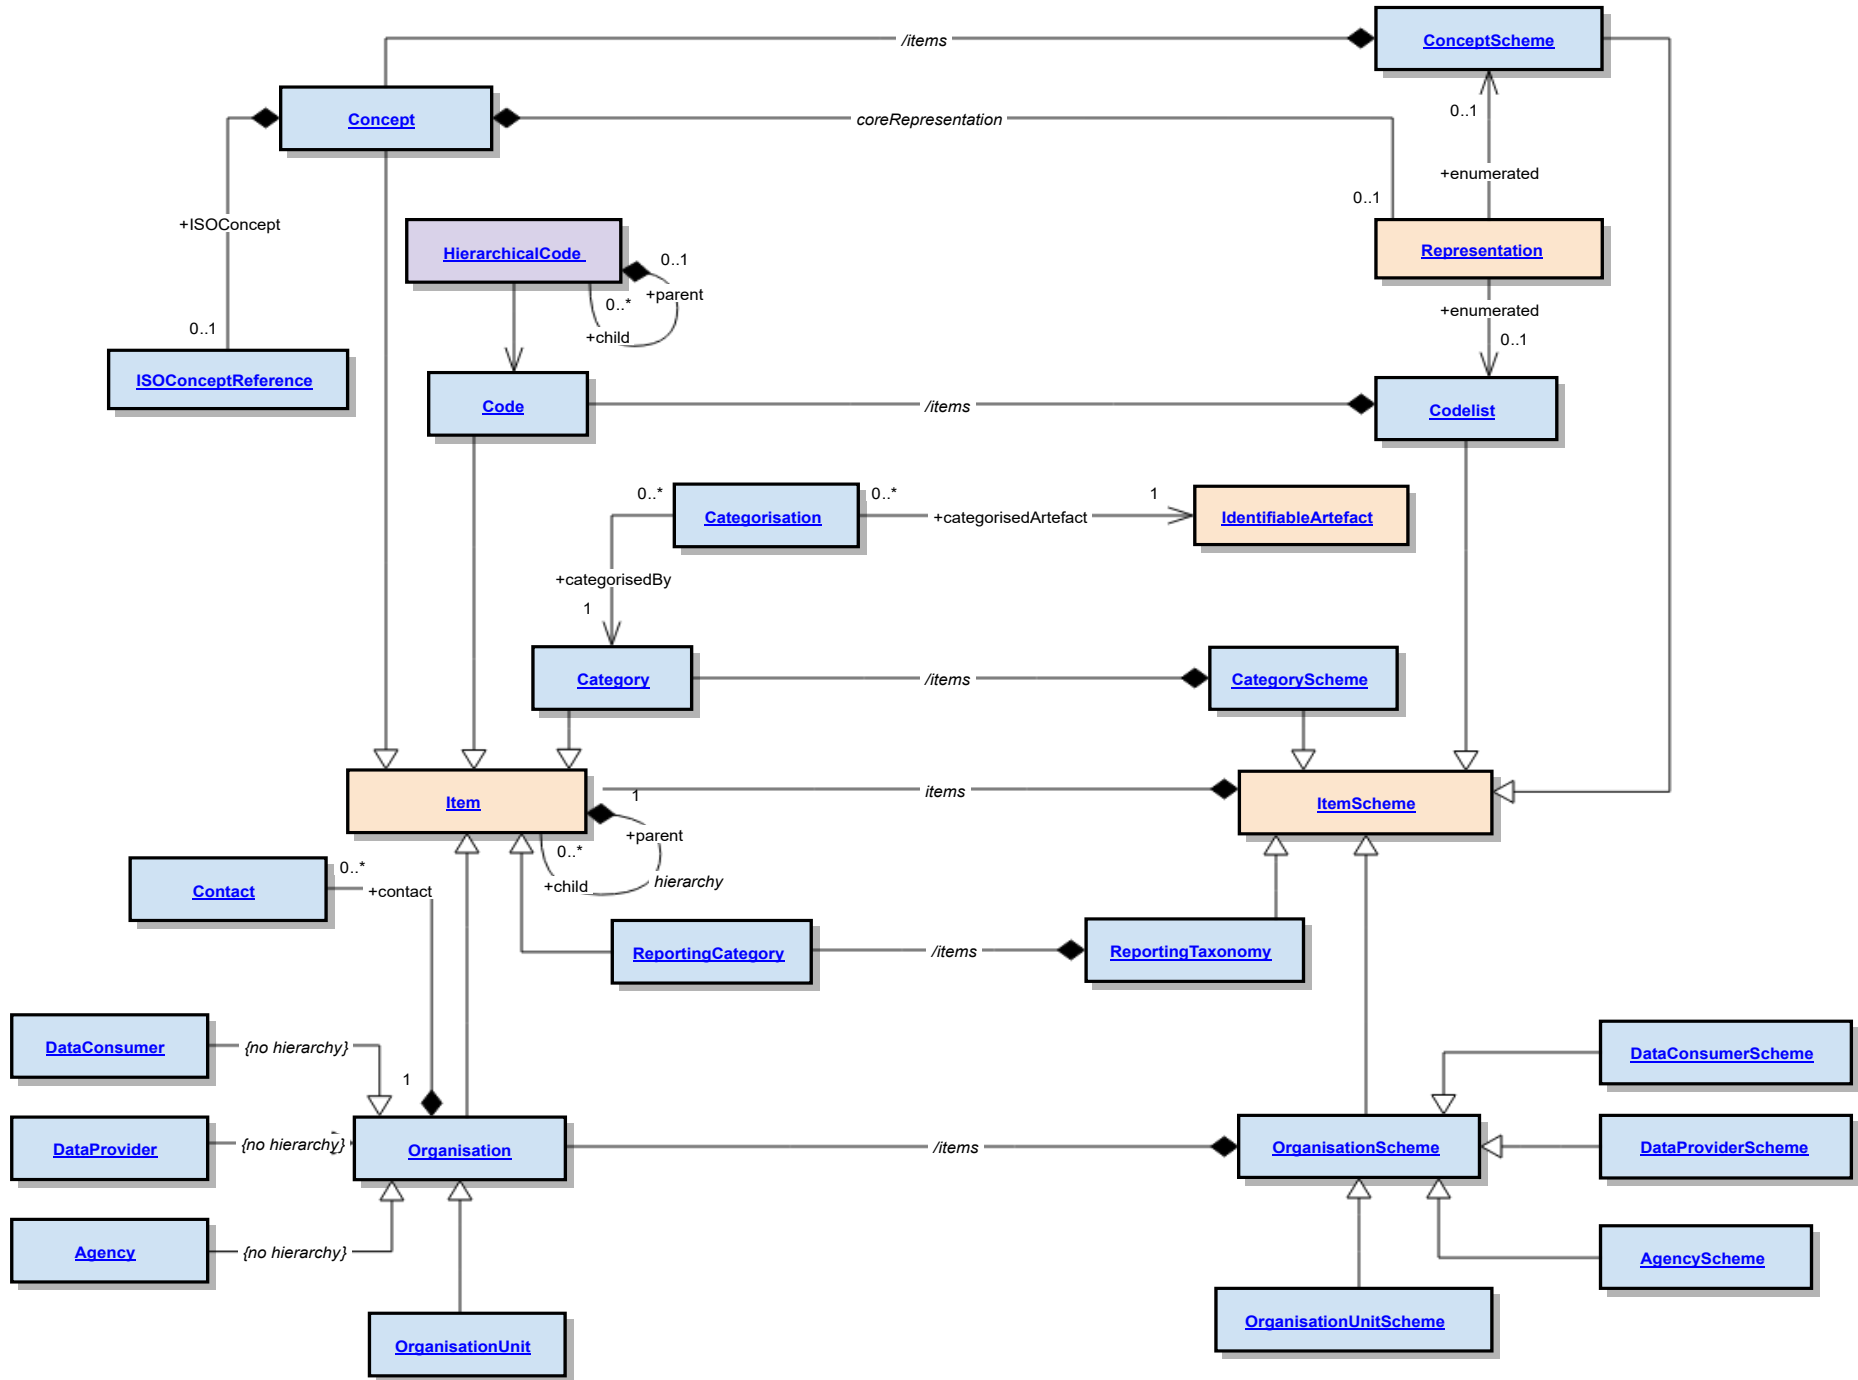 /items
ConceptScheme
Concept
coreRepresentation
0..1
+enumerated
0..1
+ISOConcept
HierarchicalCode
0..1
+parent
0..*
+child
Representation
+enumerated
0..1
0..1
ISOConceptReference
Code
/items
Codelist
0..*
Categorisation
0..*
+categorisedArtefact
1
IdentifiableArtefact
+categorisedBy
1
Category
/items
CategoryScheme
Item
1
items
ItemScheme
+parent
0..*
+child
hierarchy
Contact
0..*
+contact
ReportingCategory
/items
ReportingTaxonomy
DataConsumer
{no hierarchy}
1
DataConsumerScheme
DataProvider
{no hierarchy}
Organisation
/items
OrganisationScheme
DataProviderScheme
Agency
{no hierarchy}
AgencyScheme
OrganisationUnit
OrganisationUnitScheme